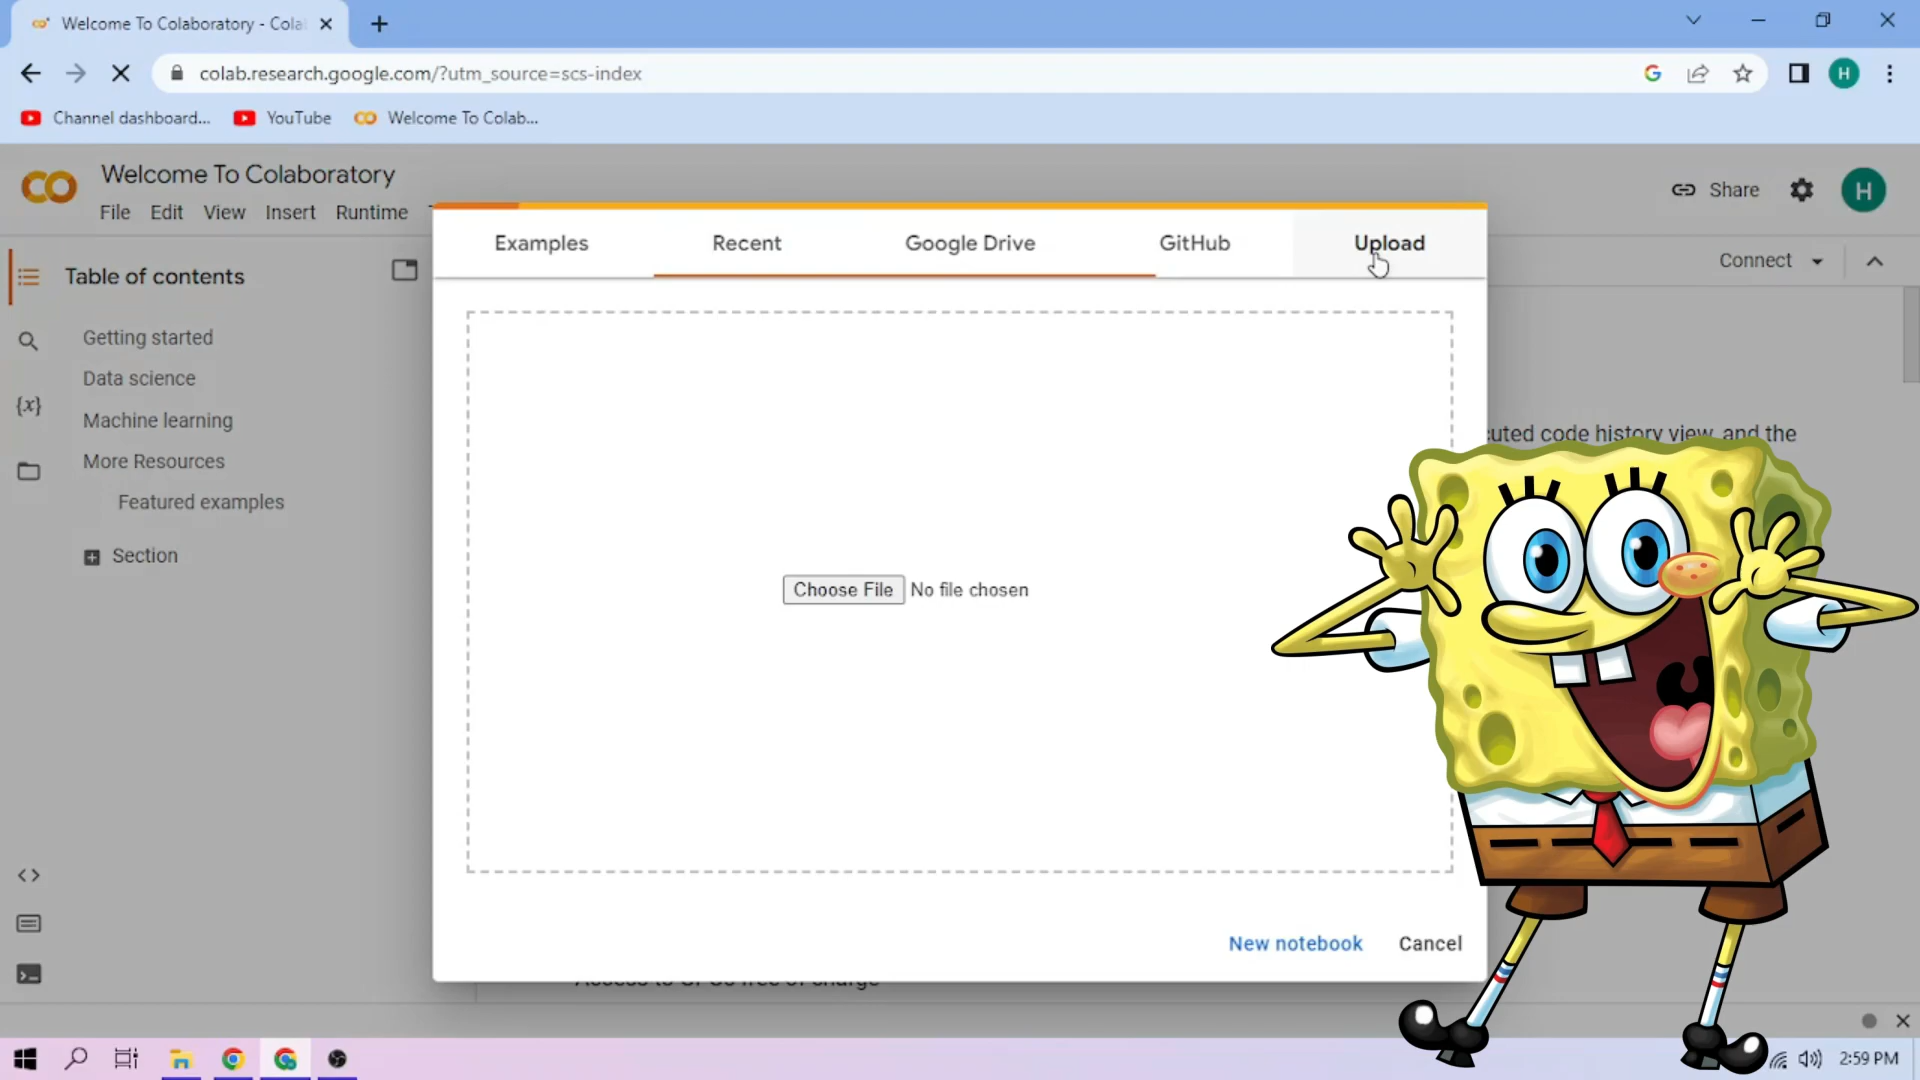 Welcome To Colaboratory - Cola
colab.research.google.com/?utm_source=scs-index
H
Channel dashboard...
YouTube
Welcome To Colab...
Welcome To Colaboratory
File Edit View Insert Runtime
Share
H
Examples
Recent
Google Drive
GitHub
Upload
Table of contents
Connect
Getting started
Data science
{x}
Machine learning
More Resources
Featured examples
Section
code history view, and the
Choose File No file chosen
New notebook
Cancel
2:59 PM